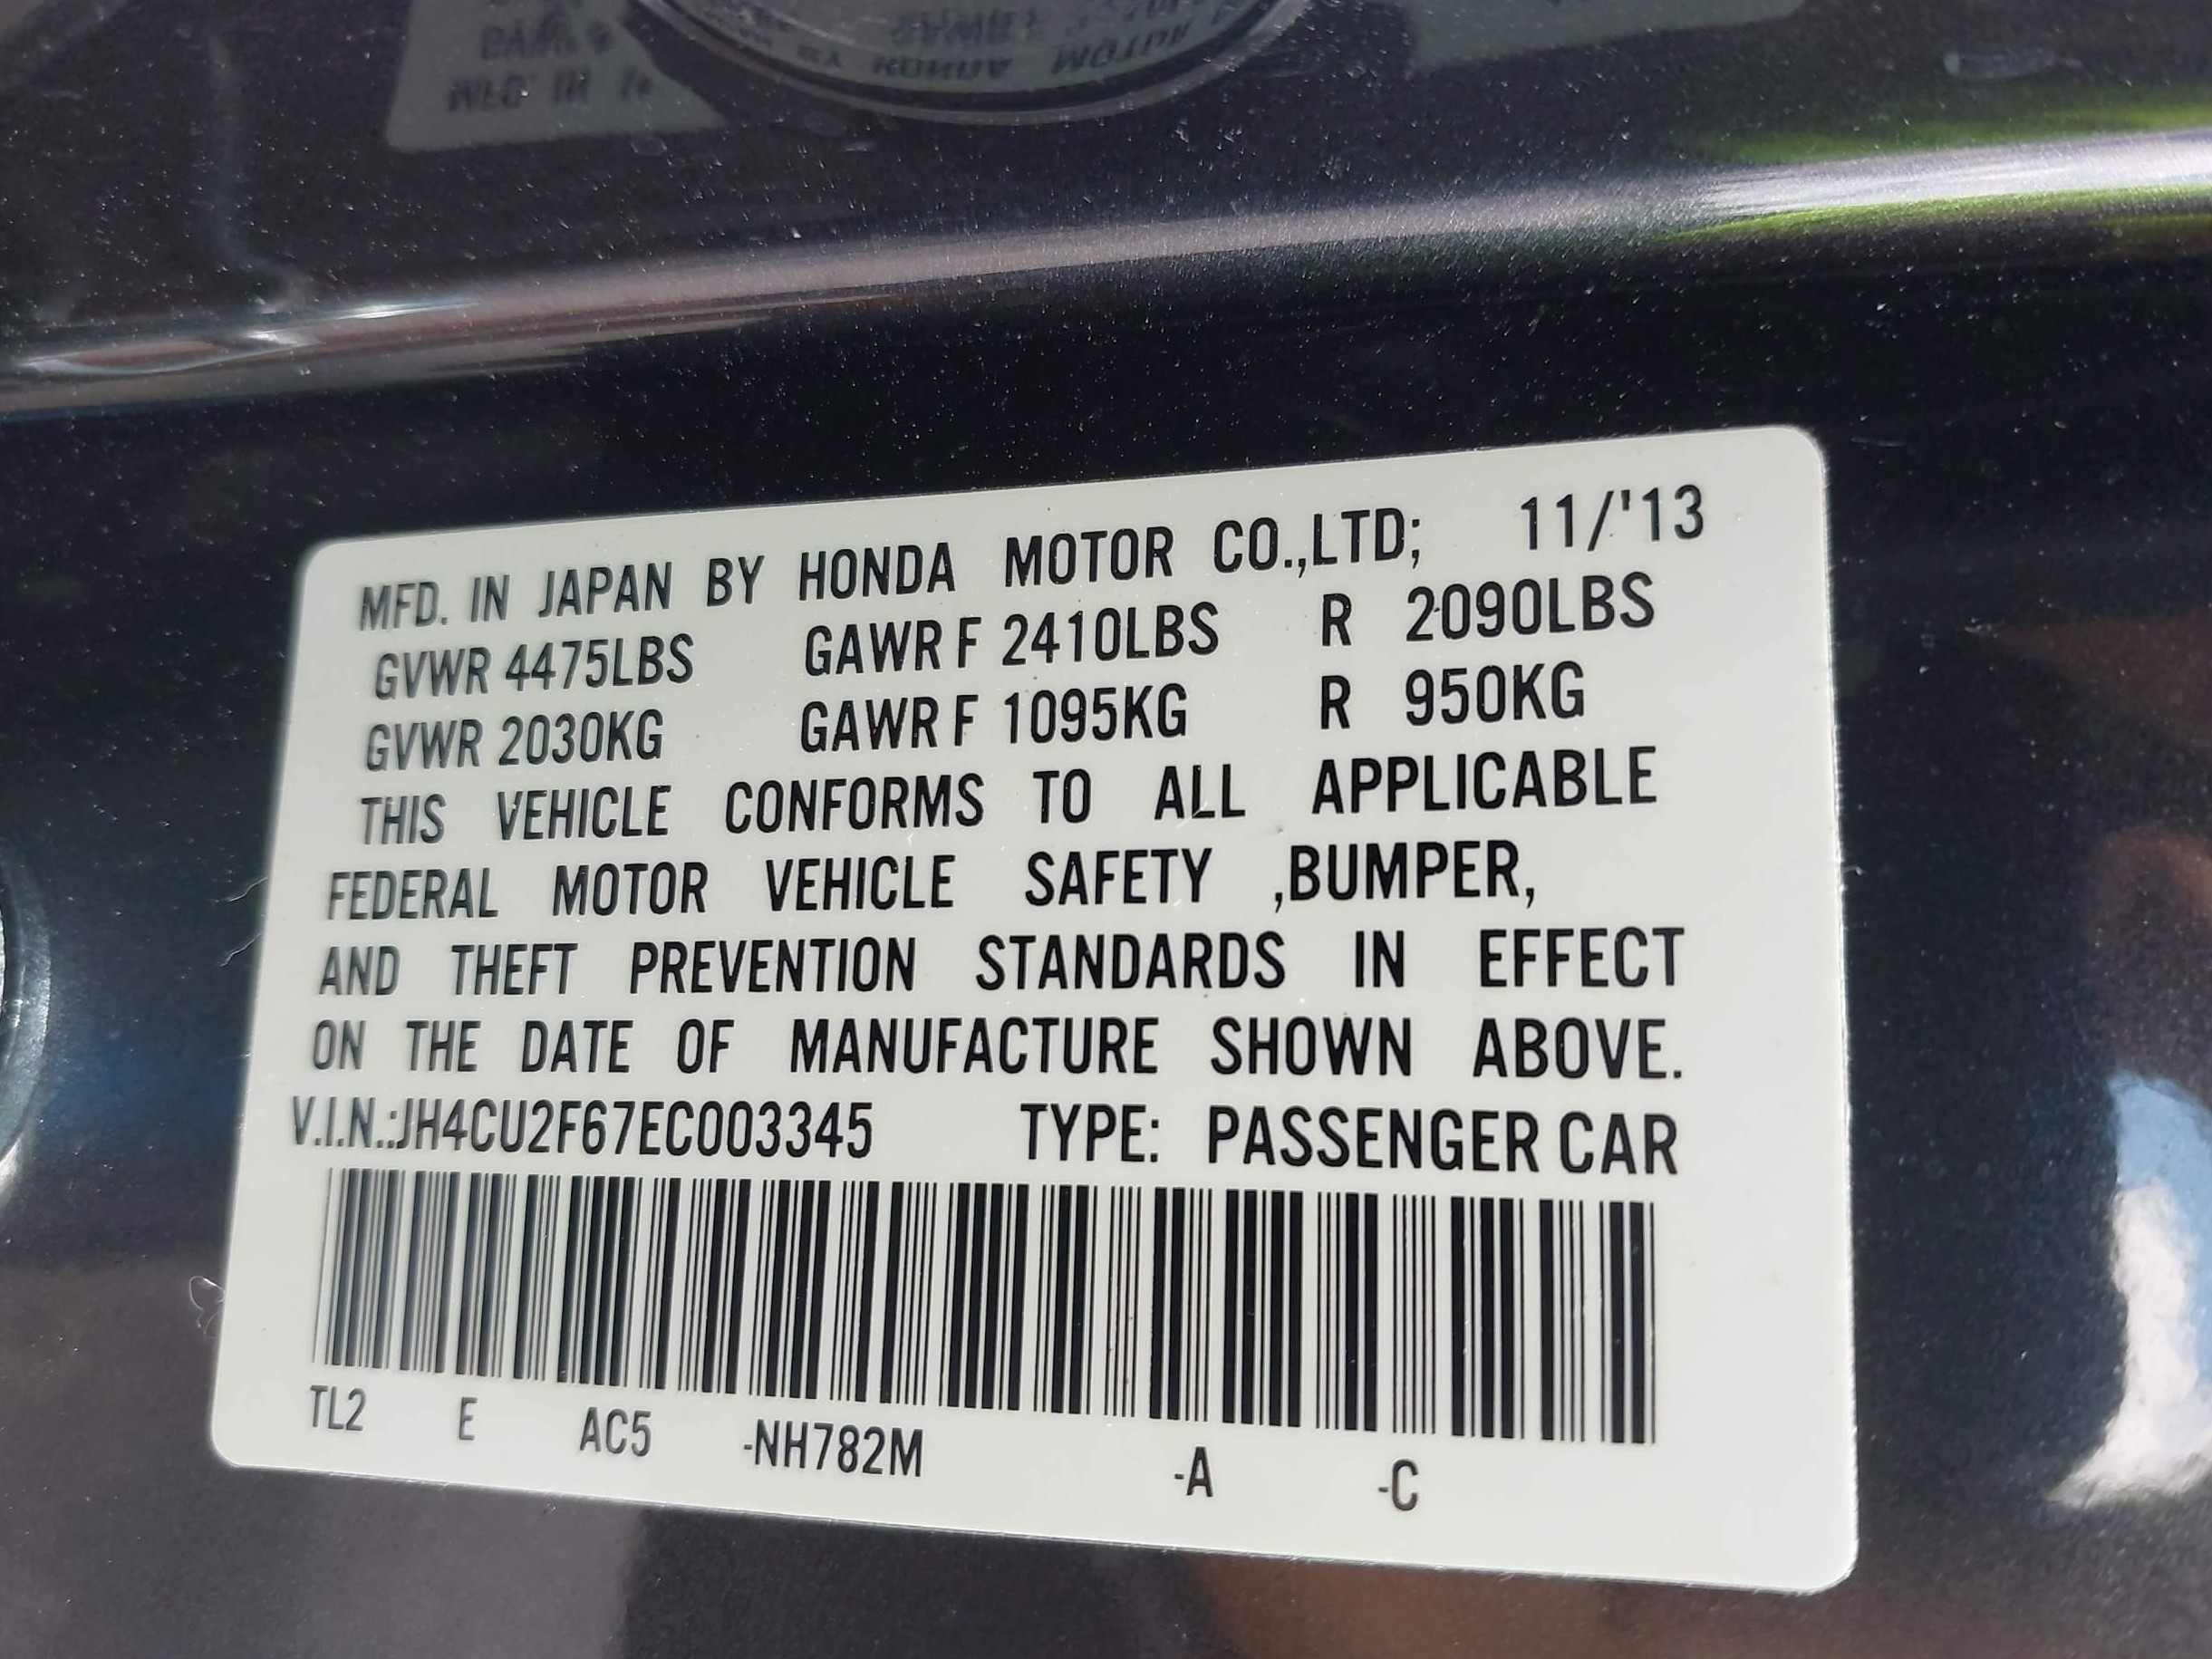 MFD. IN JAPAN BY HONDA MOTOR CO.,LTD; 11/'13
GVWR 4475LBS GAWR F 2410LBS R 2090LBS
GVWR 2030KG GAWR F 1095KG R 950KG
THIS VEHICLE CONFORMS TO ALL APPLICABLE
FEDERAL MOTOR VEHICLE SAFETY ,BUMPER,
AND THEFT PREVENTION STANDARDS IN EFFECT
ON THE DATE OF MANUFACTURE SHOWN ABOVE.
V.I.N.:JH4CU2F67EC003345 TYPE: PASSENGER CAR
TL2 E AC5 -NH782M -A -C